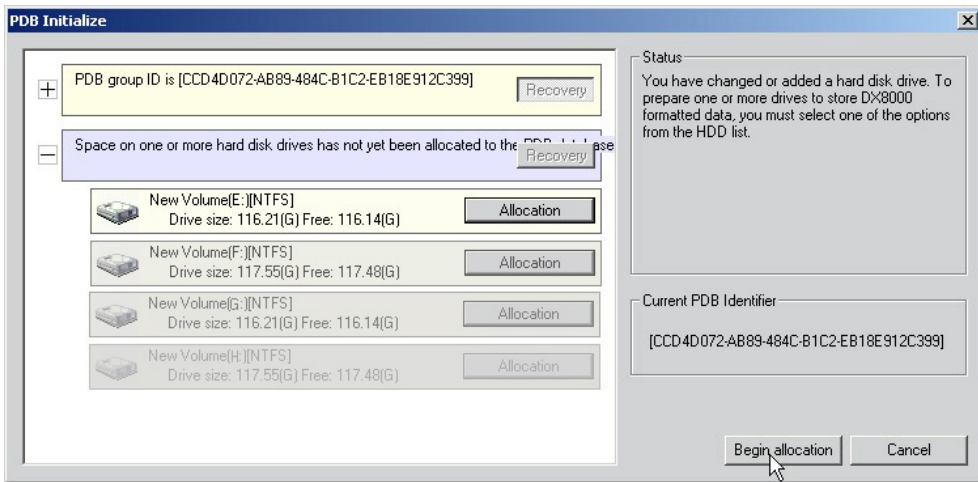 PDB Initialize
PDB group ID is [CCD4D072-AB89-484C-B1C2-EB18E912C399]
Recovery
Space on one or more hard disk drives has not yet been allocated to the PDB database
Recovery
New Volume(E:)[NTFS]
Drive size: 116.21(G) Free: 116.14(G)
Allocation
New Volume(F:)[NTFS]
Drive size: 117.55(G) Free: 117.48(G)
Allocation
New Volume(G:)[NTFS]
Drive size: 116.21(G) Free: 116.14(G)
Allocation
New Volume(H:)[NTFS]
Drive size: 117.55(G) Free: 117.48(G)
Allocation
Status
You have changed or added a hard disk drive. To
prepare one or more drives to store DX8000
formatted data, you must select one of the options
from the HDD list.
Current PDB Identifier
[CCD4D072-AB89-484C-B1C2-EB18E912C399]
Begin allocation
Cancel